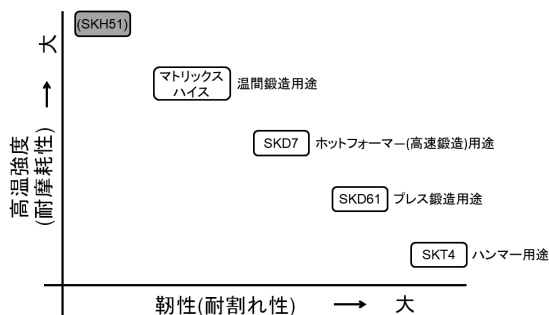 (SKH51)
大
マトリックス
ハイス
温間鍛造用途
SKD7
ホットフォーマー(高速鍛造)用途
高温強度
(耐摩耗性)
SKD61
プレス鍛造用途
SKT4
ハンマー用途
靭性(耐割れ性)
大